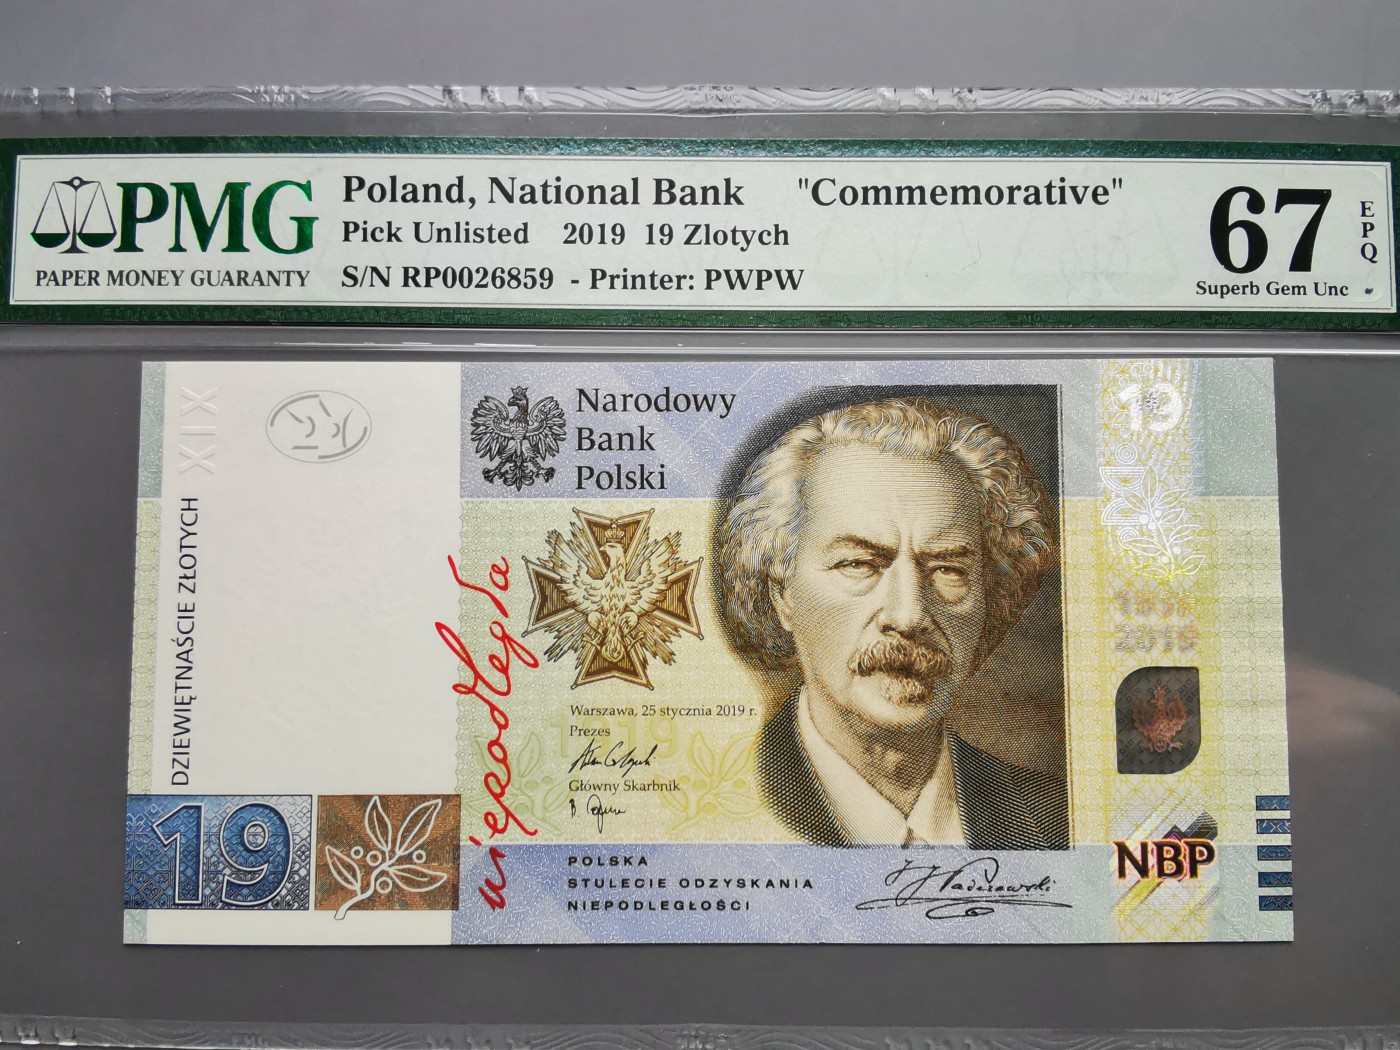 PMG
PAPER MONEY GUARANTY
Poland, National Bank "Commemorative"
Pick Unlisted 2019 19 Zlotych
S/N RP0026859 - Printer: PWPW
67
EPQ
Superb Gem Unc
XIX
DZIEWIĘTNAŚCIE ZŁOTYCH
19
Narodowy
Bank
Polski
niepodległa
Warszawa, 25 stycznia 2019 r.
Prezes
Główny Skarbnik
1919
POLSKA
STULECIE ODZYSKANIA
NIEPODLEGŁOŚCI
19
2019
NBP